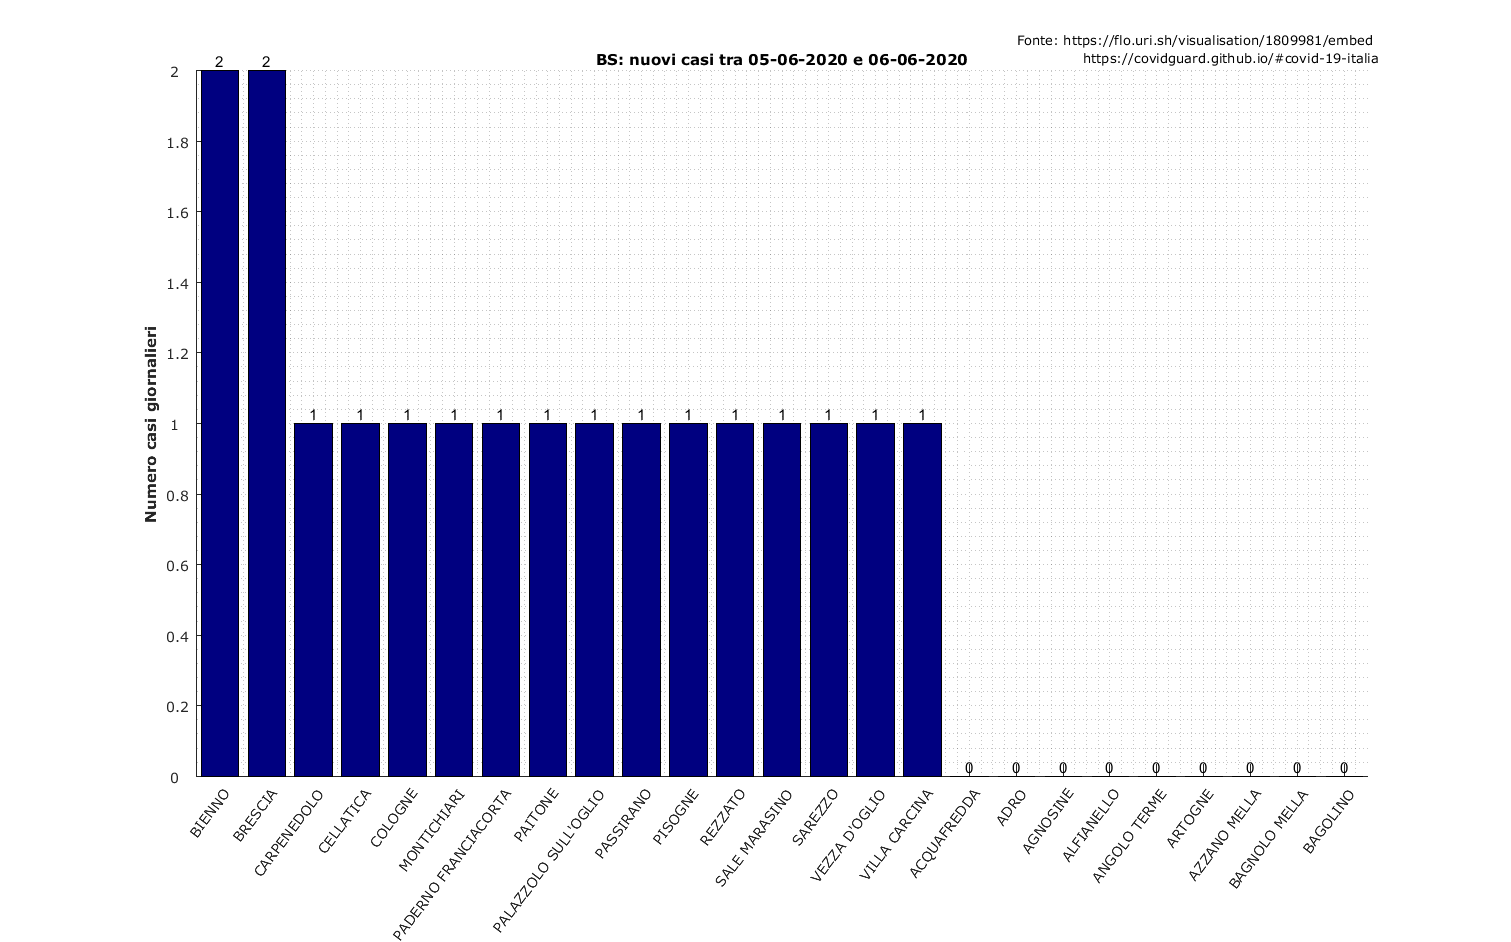 Fonte: https://flo.uri.sh/visualisation/1809981/embed
https://covidguard.github.io/#covid-19-italia
BS: nuovi casi tra 05-06-2020 e 06-06-2020
Numero casi giornalieri
2
1.8
1.6
1.4
1.2
1
0.8
0.6
0.4
0.2
0
2 2 1 1 1 1 1 1 1 1 1 1 1 1 1 1 0 0 0 0 0 0 0 0 0
BIENNO
BRESCIA
CARPENEDOLO
CELLATICA
COLOGNE
MONTICHIARI
PADERNO FRANCIACORTA
PAITONE
PALAZZOLO SULL'OGLIO
PASSIRANO
PISOGNE
REZZATO
SALE MARASINO
SAREZZO
VEZZA D'OGLIO
VILLA CARCINA
ACQUAFREDDA
ADRO
AGNOSINE
ALFIANELLO
ANGOLO TERME
ARTOGNE
AZZANO MELLA
BAGNOLO MELLA
BAGOLINO